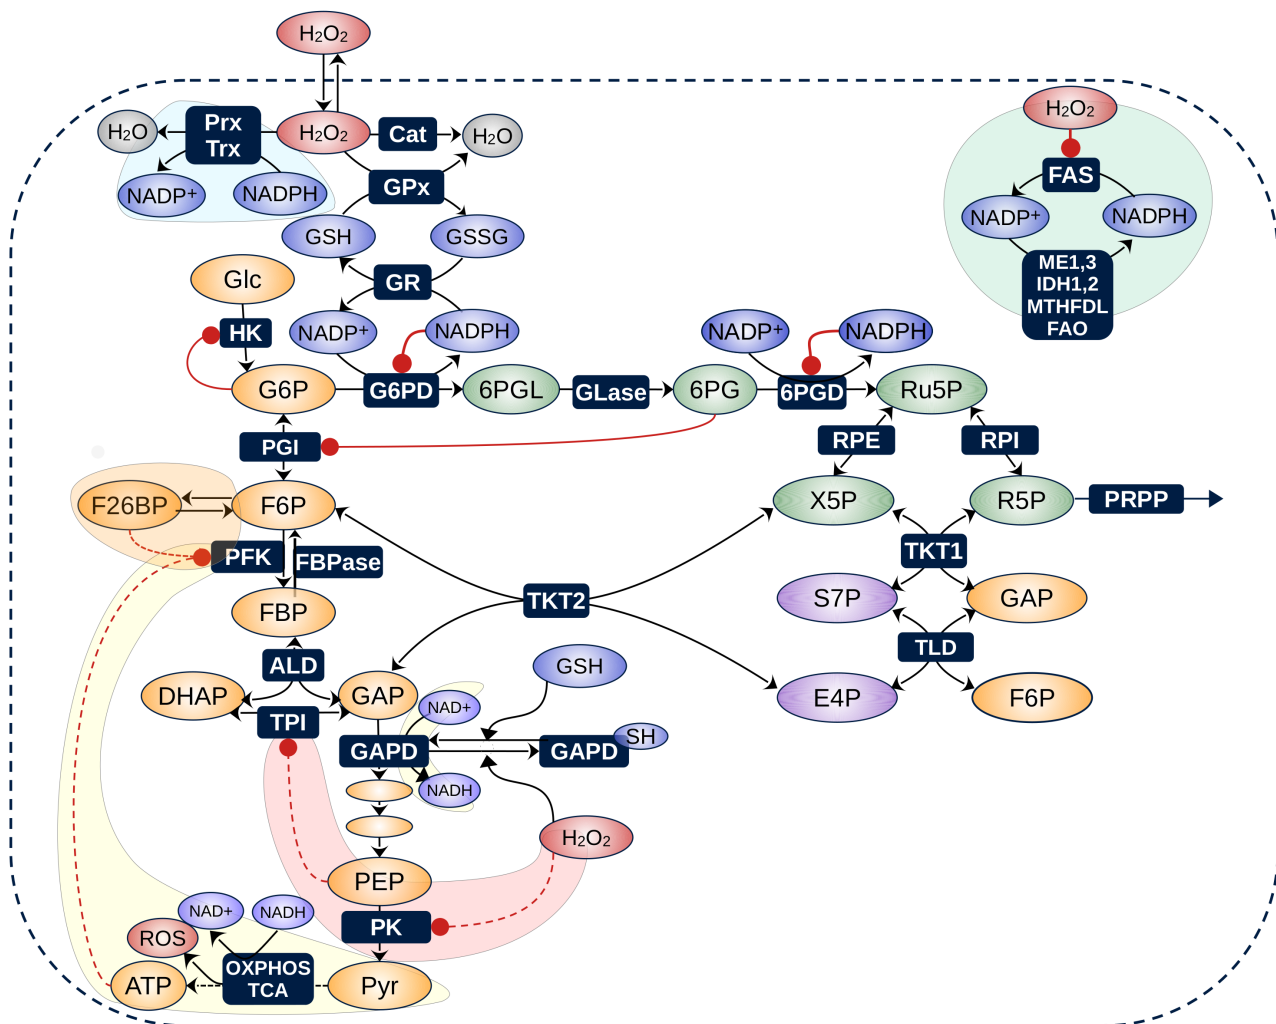 H2O2
H2O
Prx
Trx
H2O2
Cat
H2O
H2O2
NADP+
NADPH
GPx
FAS
GSH
GSSG
NADP+
NADPH
Glc
GR
ME1,3
IDH1,2
MTHFDL
FAO
HK
NADP+
NADPH
NADP+
NADPH
G6P
G6PD
6PGL
GLase
6PG
6PGD
Ru5P
PGI
RPE
RPI
F26BP
F6P
X5P
R5P
PRPP
PFK
FBPase
TKT1
FBP
TKT2
S7P
GAP
ALD
GSH
TLD
DHAP
GAP
NAD+
E4P
F6P
TPI
GAPD
GAPD
SH
NADH
H2O2
PEP
NAD+
NADH
PK
ROS
OXPHOS
TCA
ATP
Pyr